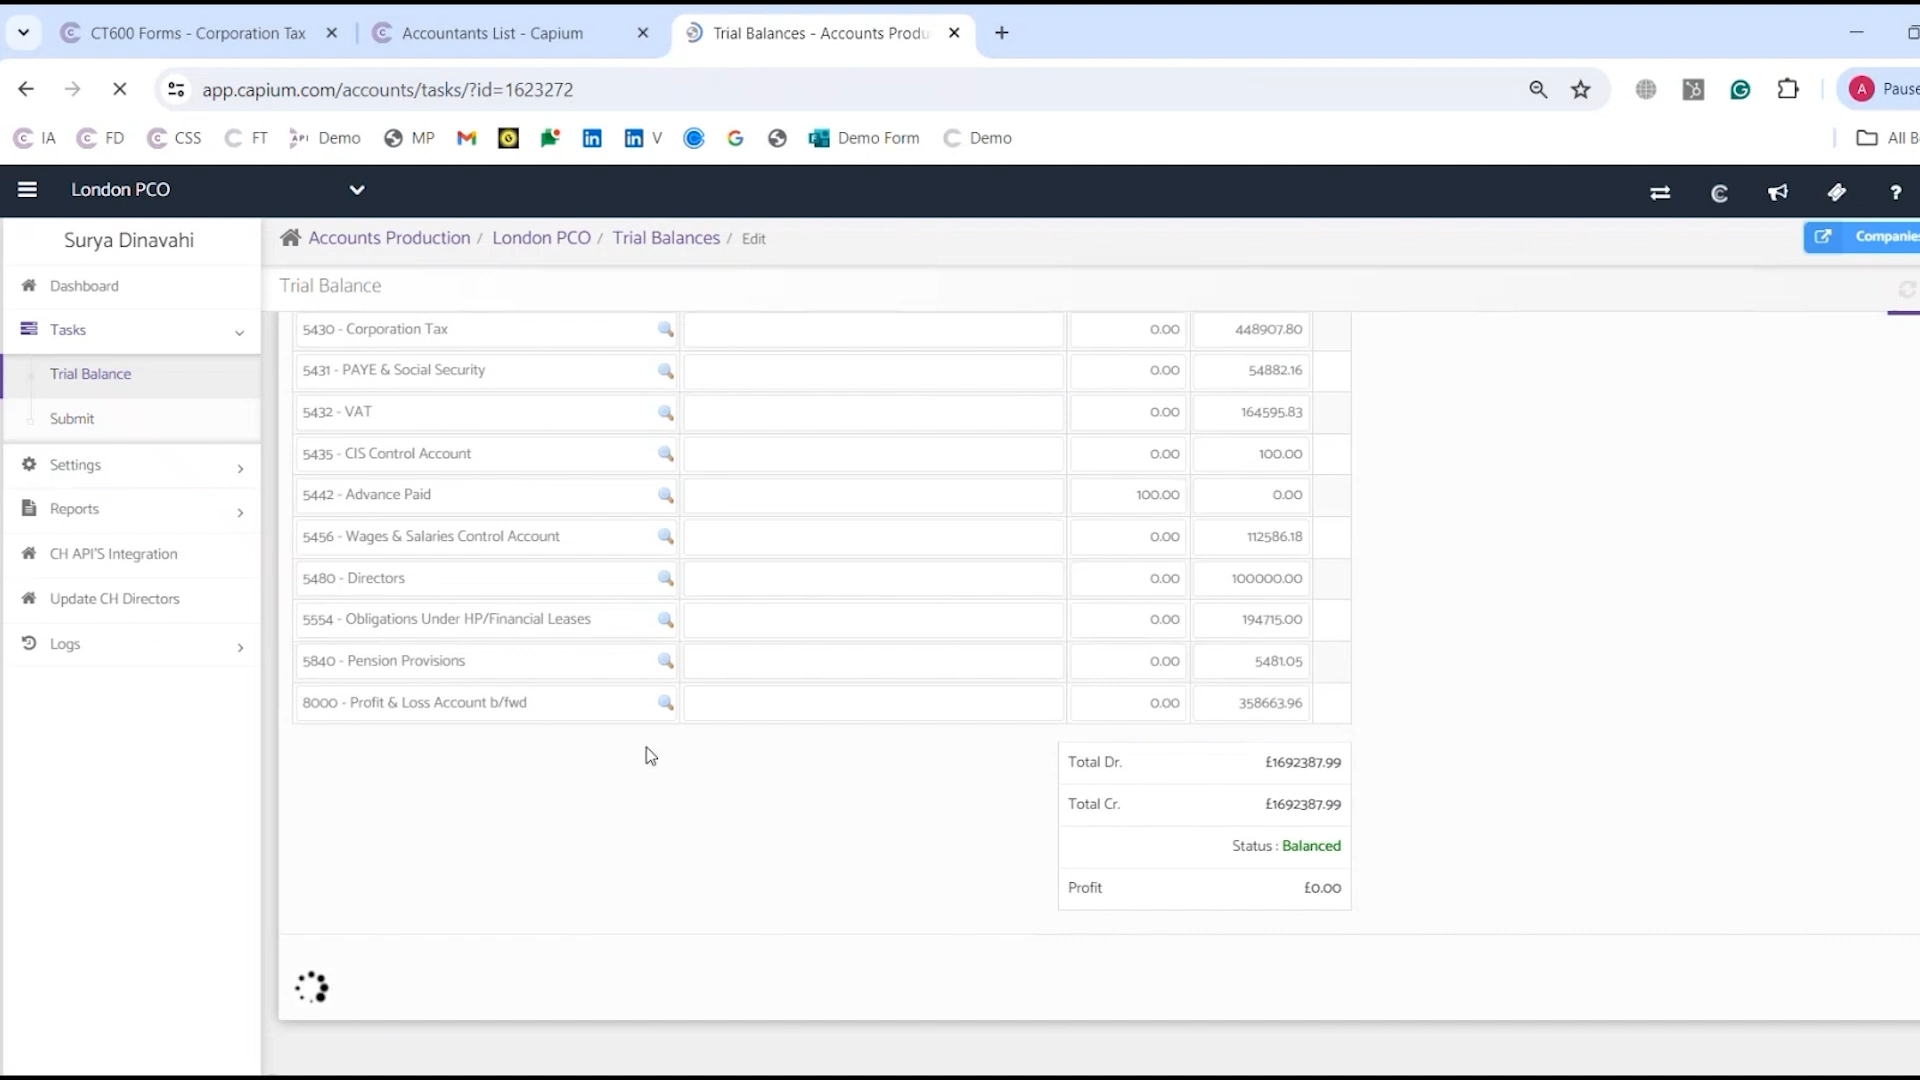 CT600 Forms - Corporation Tax
Accountants List - Capium
Trial Balances - Accounts Produ
app.capium.com/accounts/tasks/?id=1623272
A Pause
IA FD CSS FT API Demo MP V Demo Form Demo All B
London PCO
?
Surya Dinavahi
Accounts Production / London PCO / Trial Balances / Edit
Companies
Dashboard
Tasks
Trial Balance
Submit
Settings
Reports
CH API'S Integration
Update CH Directors
Logs
Trial Balance
5430 - Corporation Tax 0.00 448907.80
5431 - PAYE & Social Security 0.00 54882.16
5432 - VAT 0.00 164595.83
5435 - CIS Control Account 0.00 100.00
5442 - Advance Paid 100.00 0.00
5456 - Wages & Salaries Control Account 0.00 112586.18
5480 - Directors 0.00 100000.00
5554 - Obligations Under HP/Financial Leases 0.00 194715.00
5840 - Pension Provisions 0.00 5481.05
8000 - Profit & Loss Account b/fwd 0.00 358663.96
Total Dr. £1692387.99
Total Cr. £1692387.99
Status : Balanced
Profit £0.00